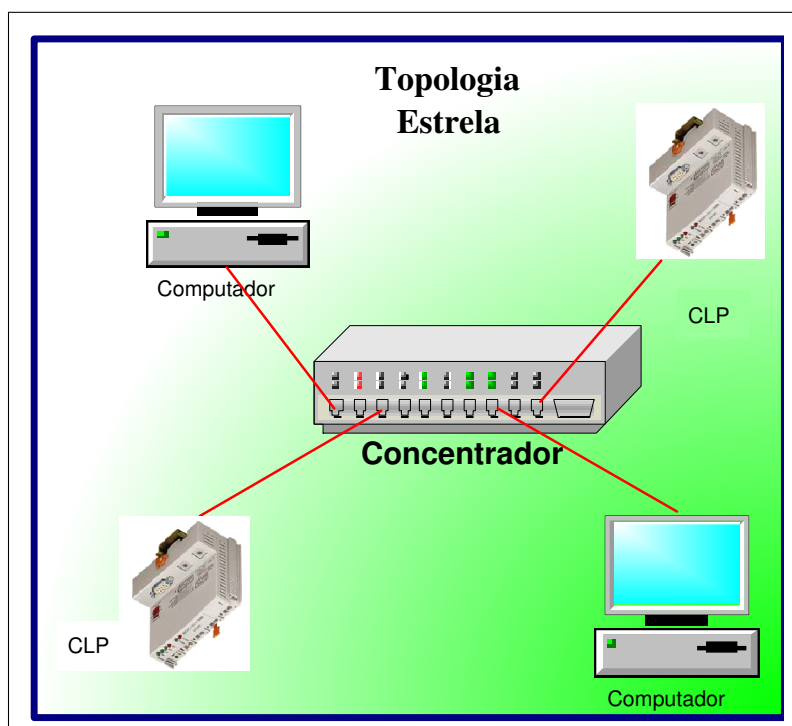 Topologia
Estrela
Computador
CLP
Concentrador
CLP
Computador